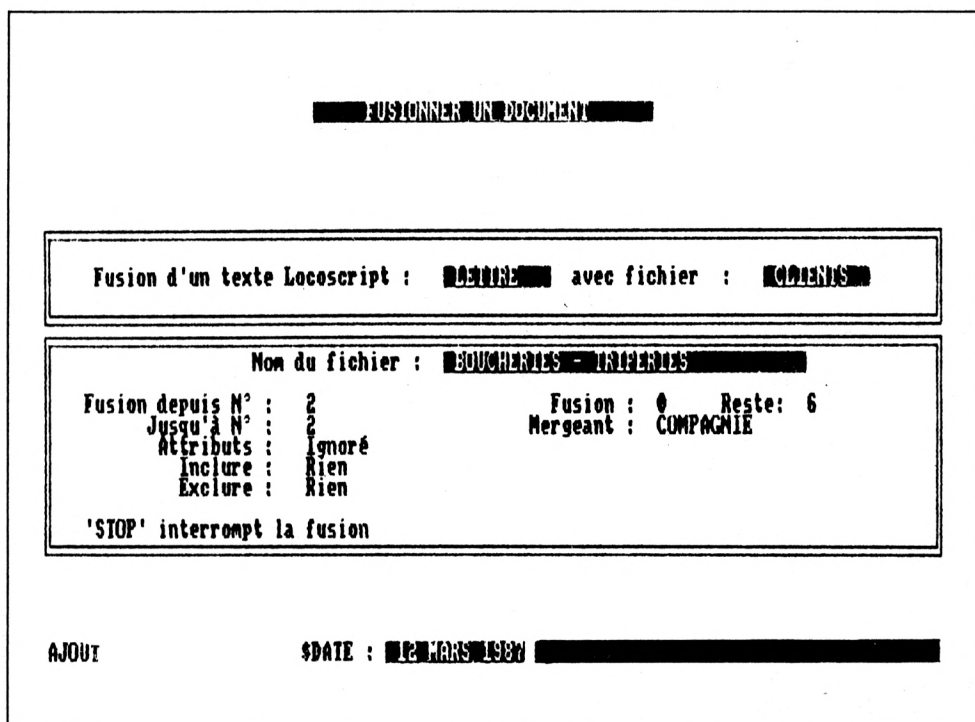 FUSIONNER UN DOCUMENT
Fusion d'un texte Locoscript : LETTRE avec fichier : CLIENTS
Nom du fichier : BOUCHERIES - TRIPERIES
Fusion depuis N° : 2 Fusion : 0 Reste: 6
Jusqu'à N° : 2 Mergeant : COMPAGNIE
Attributs : Ignoré
Inclure : Rien
Exclure : Rien
'STOP' interrompt la fusion
AJOUT $DATE : 12 MARS 1987